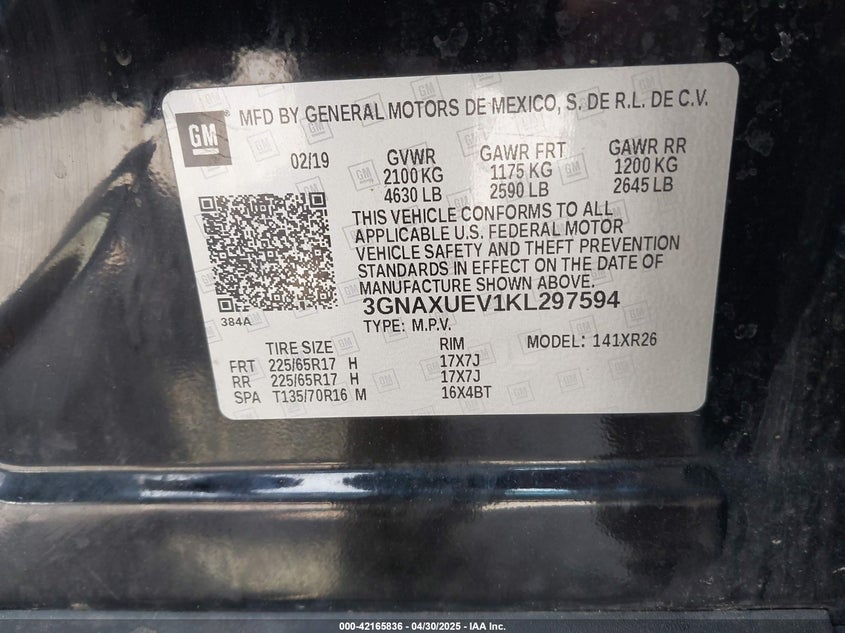 MFD BY GENERAL MOTORS DE MEXICO, S. DE R.L. DE C.V.
GM
02/19 GVWR GAWR FRT GAWR RR
2100 KG 1175 KG 1200 KG
4630 LB 2590 LB 2645 LB
THIS VEHICLE CONFORMS TO ALL
APPLICABLE U.S. FEDERAL MOTOR
VEHICLE SAFETY AND THEFT PREVENTION
STANDARDS IN EFFECT ON THE DATE OF
MANUFACTURE SHOWN ABOVE.
3GNAXUEV1KL297594
384A
TYPE: M.P.V.
TIRE SIZE RIM MODEL: 141XR26
FRT 225/65R17 H 17X7J
RR 225/65R17 H 17X7J
SPA T135/70R16 M 16X4BT
000-42165836 - 04/30/2025 - IAA Inc.